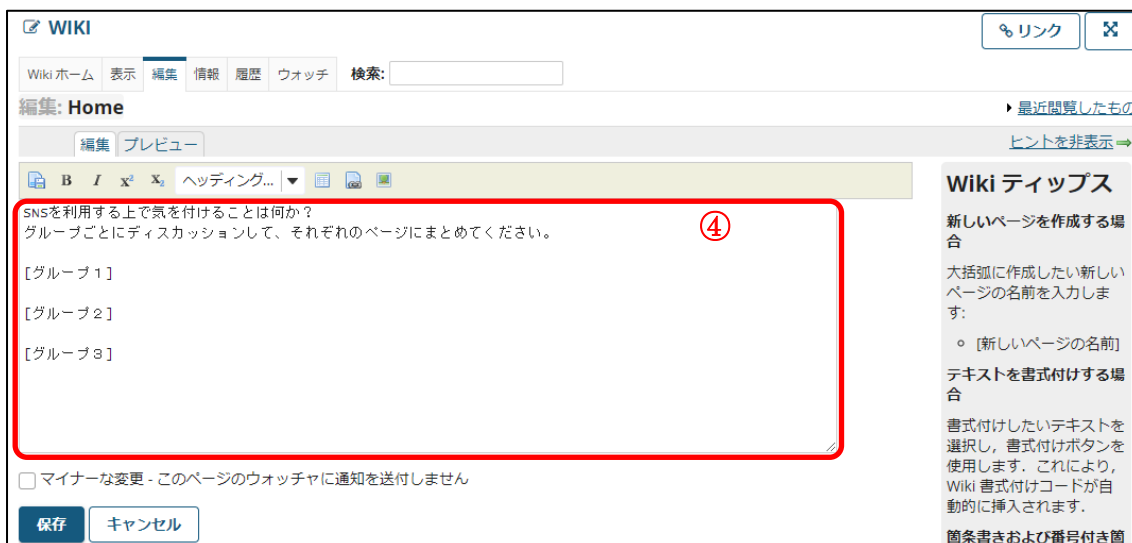 WIKI
リンク
Wiki ホーム 表示 編集 情報 履歴 ウォッチ 検索:
編集: Home
最近閲覧したもの
編集 プレビュー
ヒントを非表示
B I x² X₂ ヘッディング...
SNSを利用する上で気を付けることは何か？
グループごとにディスカッションして、それぞれのページにまとめてください。
[グループ１]
[グループ２]
[グループ３]
④
マイナーな変更 - このページのウォッチャに通知を送付しません
保存 キャンセル
Wiki ティップス
新しいページを作成する場
合
大括弧に作成したい新しい
ページの名前を入力しま
す:
[新しいページの名前]
テキストを書式付けする場
合
書式付けしたいテキストを
選択し，書式付けボタンを
使用します．これにより，
Wiki 書式付けコードが自
動的に挿入されます．
箇条書きおよび番号付き箇